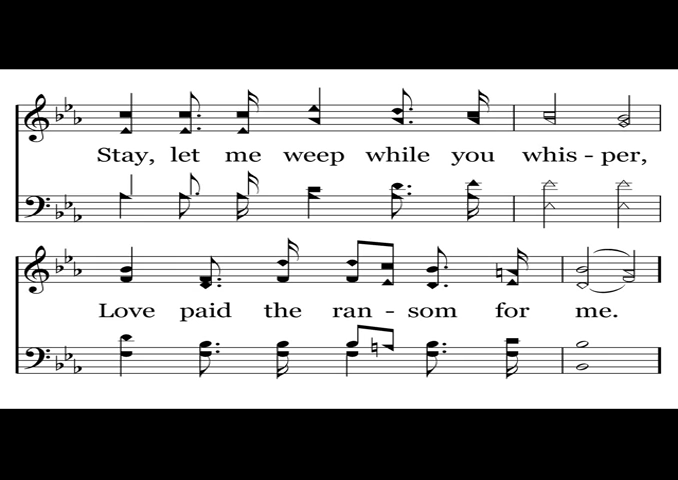 Stay, let me weep while you whis - per,
Love paid the ran - som for me.